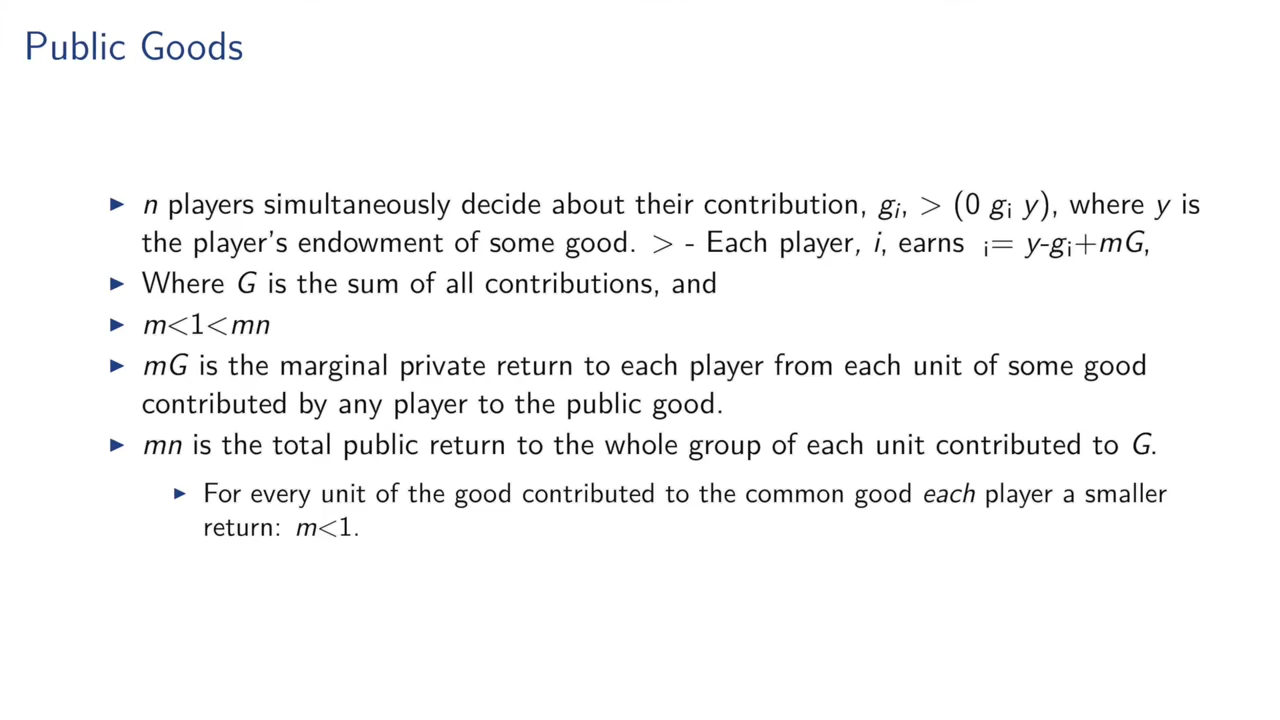 Public Goods
▶ n players simultaneously decide about their contribution, gᵢ, > (0 gᵢ y), where y is
the player's endowment of some good. > - Each player, i, earns ᵢ= y-gᵢ+mG,
▶ Where G is the sum of all contributions, and
▶ m<1<mn
▶ mG is the marginal private return to each player from each unit of some good
contributed by any player to the public good.
▶ mn is the total public return to the whole group of each unit contributed to G.
▶ For every unit of the good contributed to the common good each player a smaller
return: m<1.